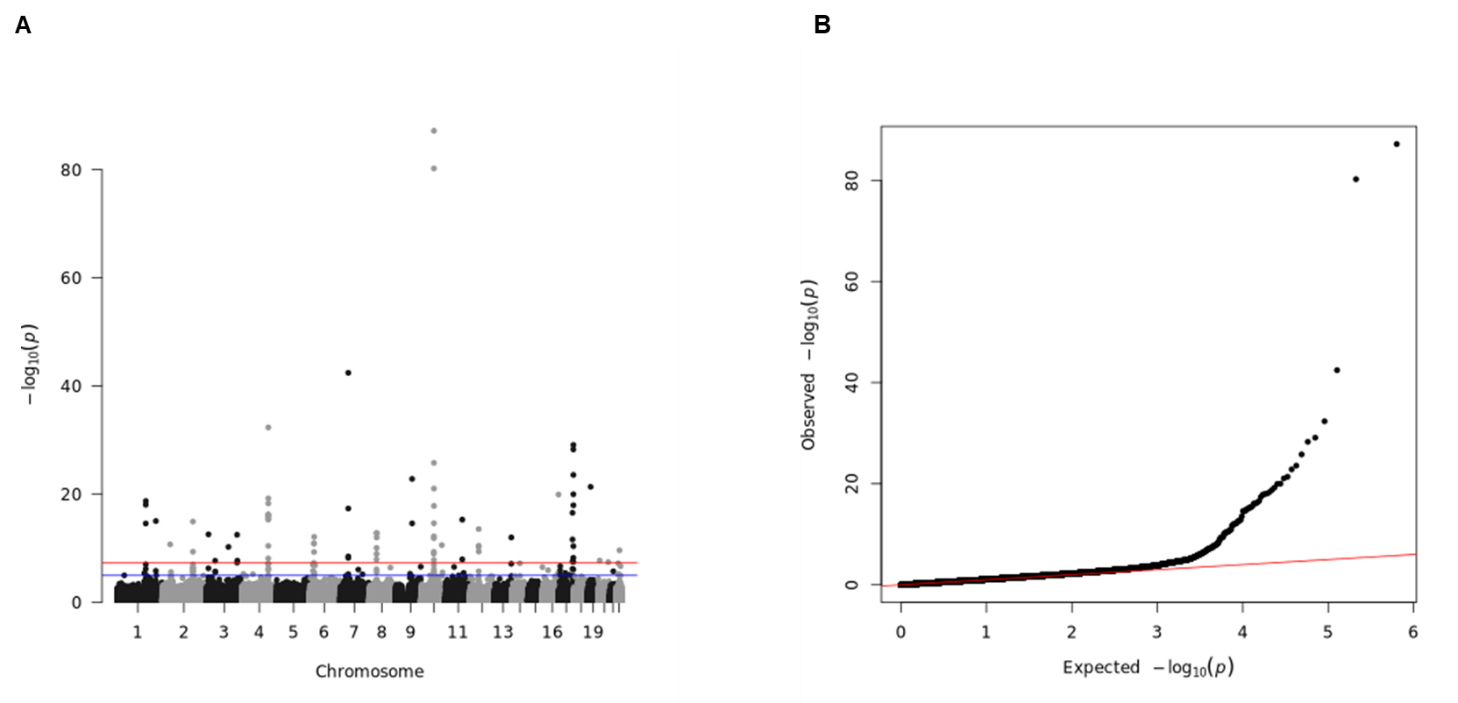 A
B
80
60
40
20
0
−log10(p)
1 2 3 4 5 6 7 8 9 11 13 16 19
Chromosome
80
60
40
20
0
Observed −log10(p)
0 1 2 3 4 5 6
Expected −log10(p)